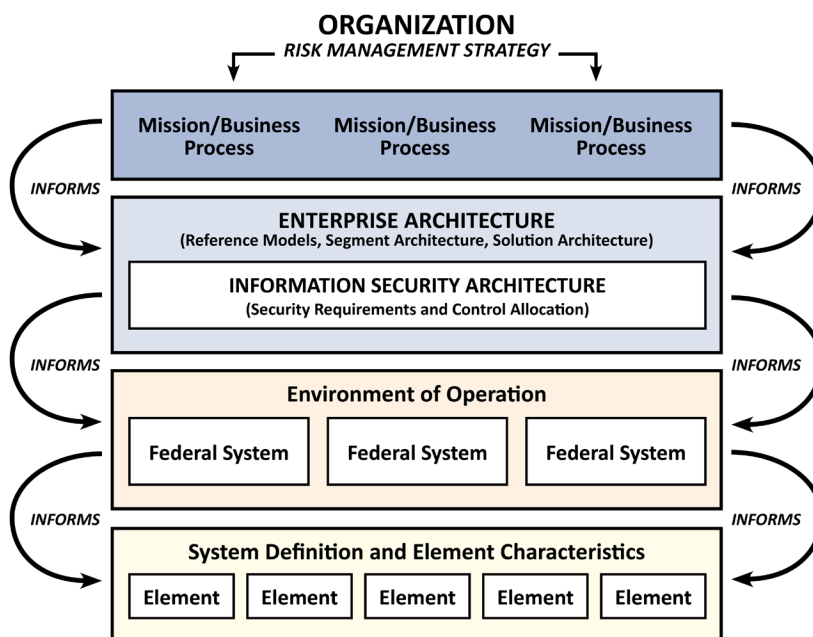 ORGANIZATION
RISK MANAGEMENT STRATEGY
Mission/Business Process
Mission/Business Process
Mission/Business Process
INFORMS
INFORMS
ENTERPRISE ARCHITECTURE
(Reference Models, Segment Architecture, Solution Architecture)
INFORMATION SECURITY ARCHITECTURE
(Security Requirements and Control Allocation)
INFORMS
INFORMS
Environment of Operation
Federal System
Federal System
Federal System
INFORMS
INFORMS
System Definition and Element Characteristics
Element
Element
Element
Element
Element